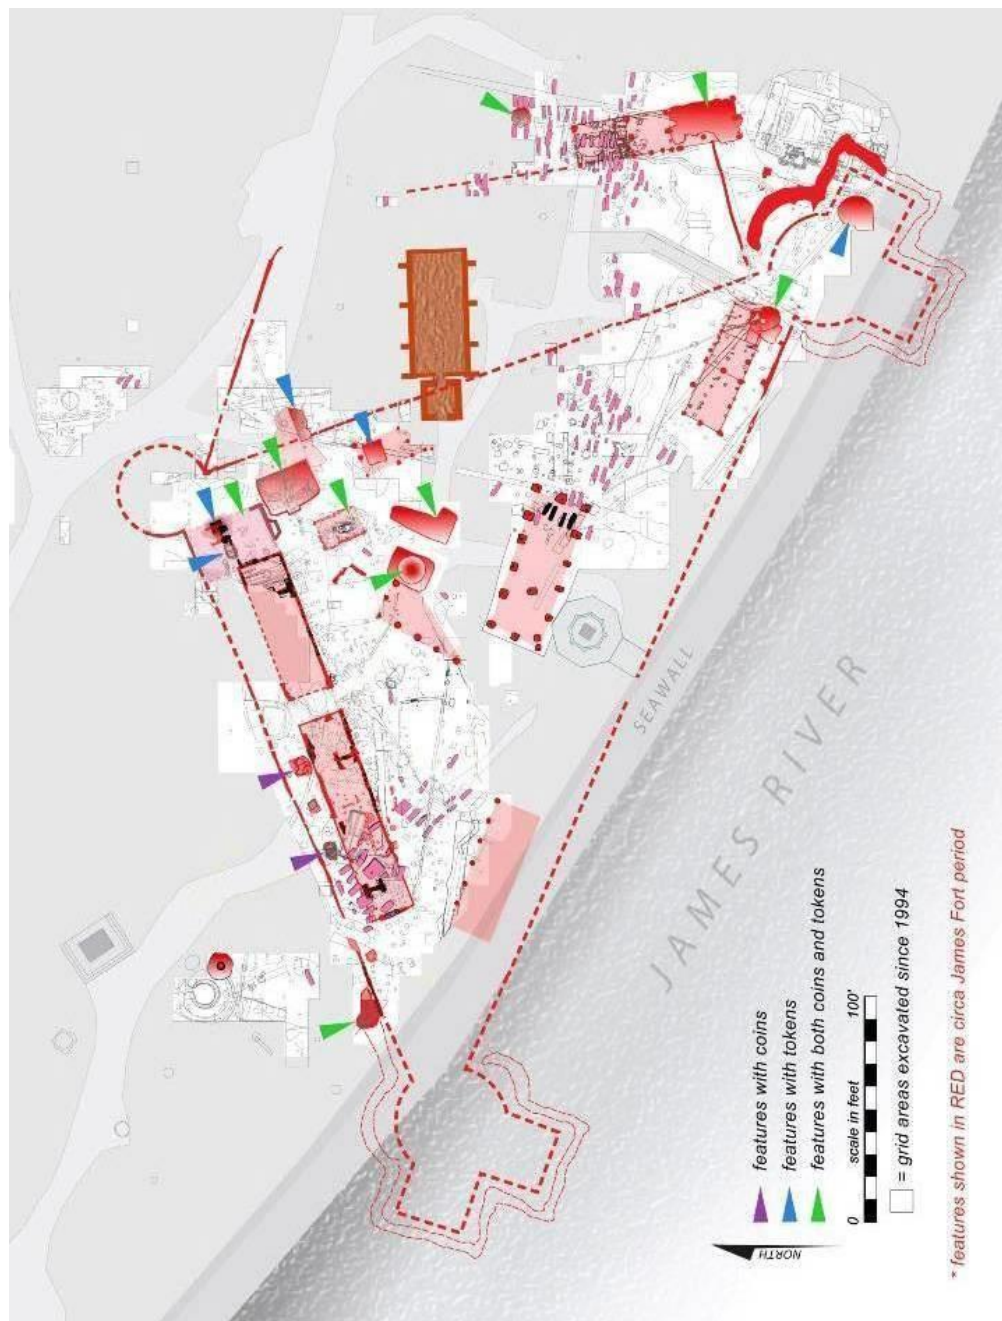 SEAWALL
JAMES RIVER
features with coins
features with tokens
features with both coins and tokens
0 scale in feet 100'
= grid areas excavated since 1994
NORTH
* features shown in RED are circa James Fort period